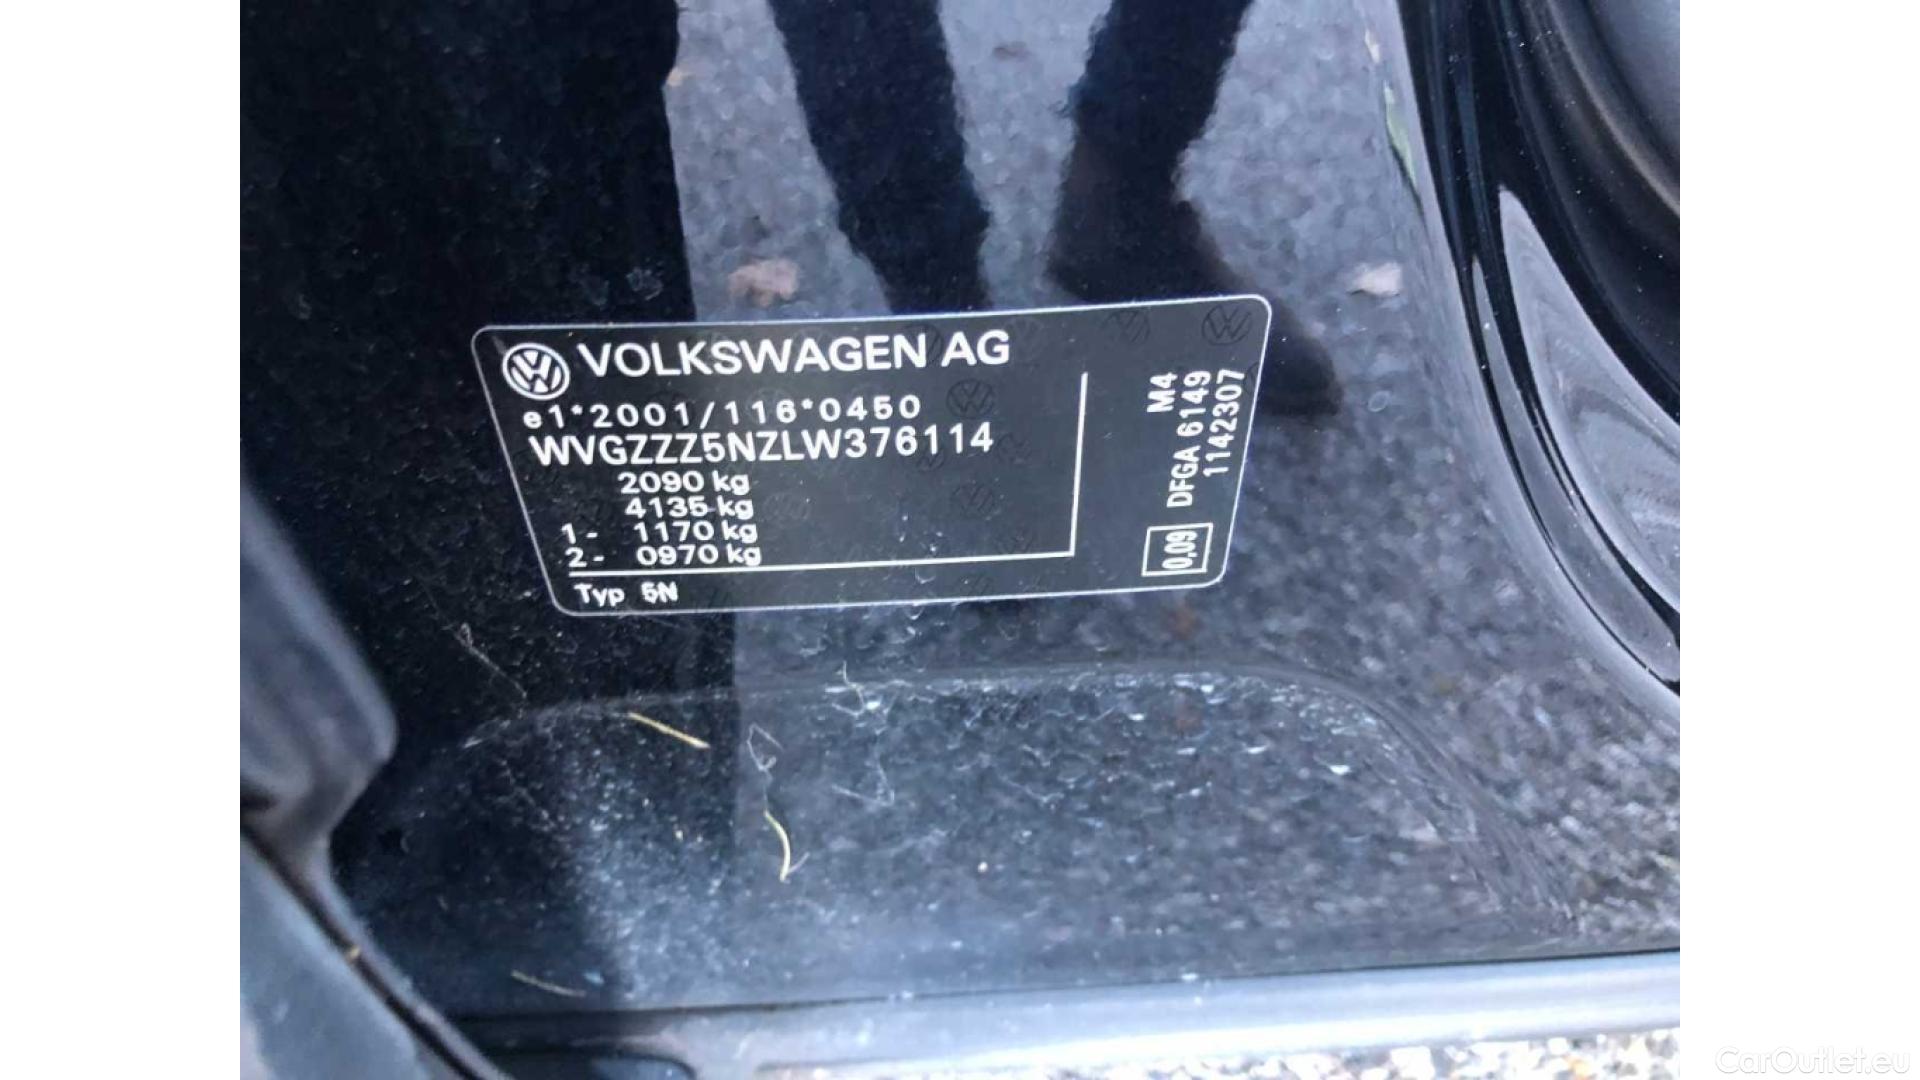 VOLKSWAGEN AG
e1*2001/116*0450
WVGZZZ5NZLW376114
2090 kg
4135 kg
1- 1170 kg
2- 0970 kg
Typ 5N
M4
DFGA 6149
1142307
0,09
CarOutlet.eu